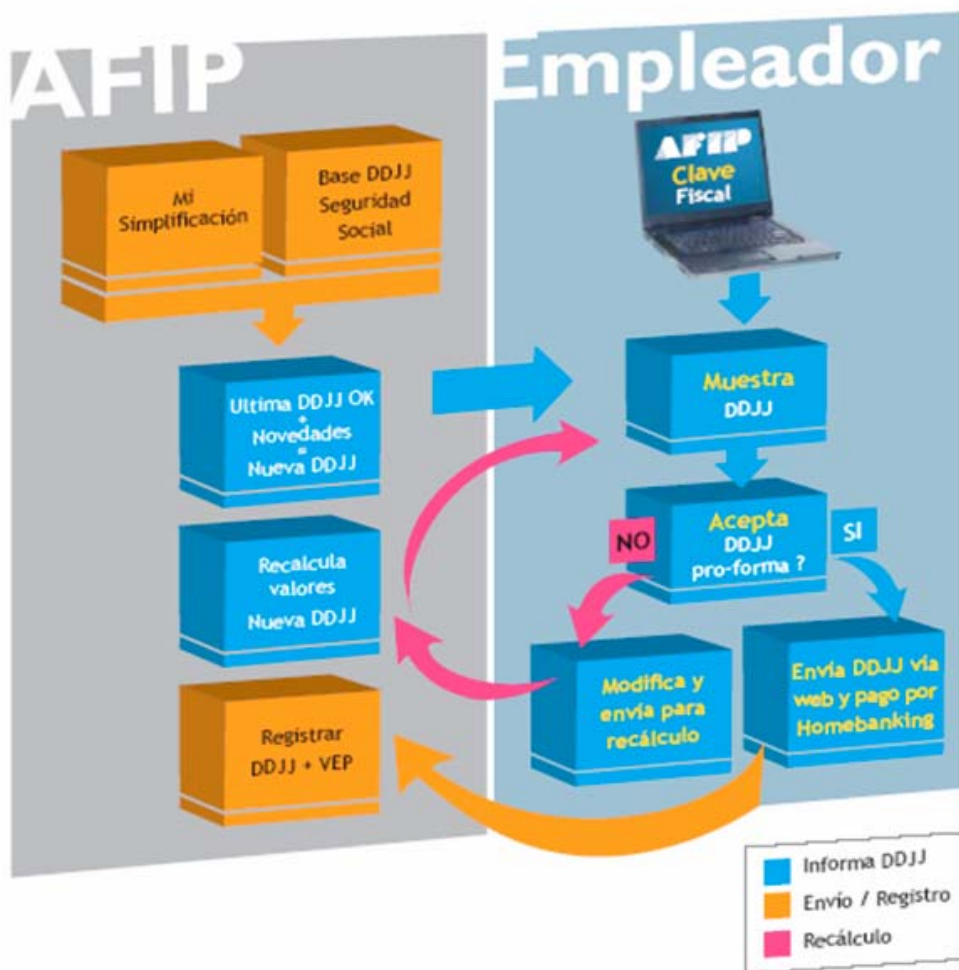 AFIP
Empleador
Mi
Simplificación
Base DDJJ
Seguridad
Social
AFIP
Clave
Fiscal
Ultima DDJJ OK
+
Novedades
=
Nueva DDJJ
Muestra
DDJJ
Recalcula
valores
Nueva DDJJ
NO
Acepta
DDJJ
pro-forma ?
SI
Registrar
DDJJ + VEP
Modifica y
envía para
recálculo
Envía DDJJ vía
web y pago por
Homebanking
Informa DDJJ
Envío / Registro
Recálculo